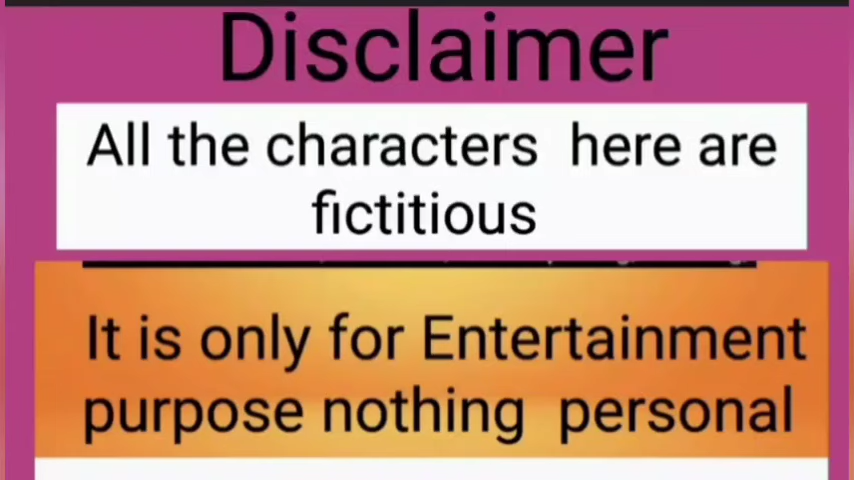 Disclaimer
All the characters here are
fictitious
It is only for Entertainment
purpose nothing personal